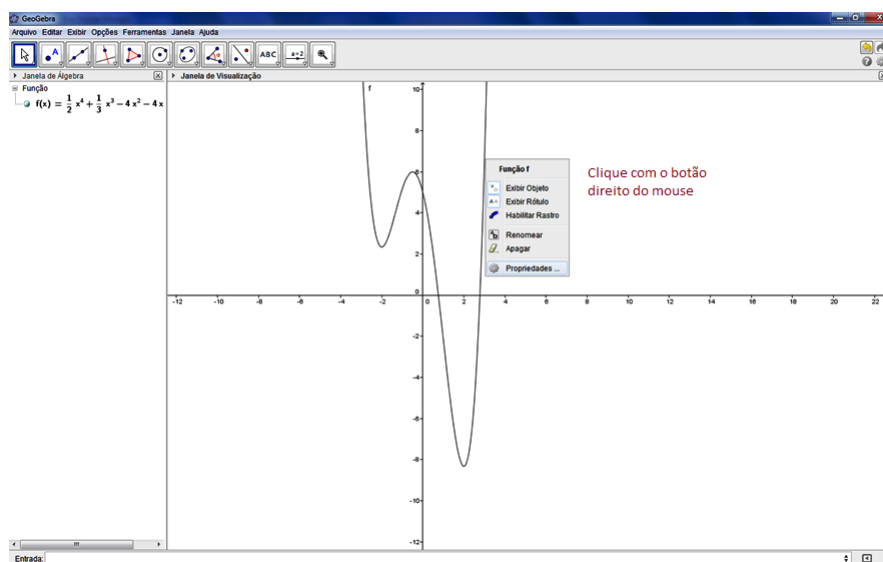 GeoGebra
Arquivo Editar Exibir Opções Ferramentas Janela Ajuda
A
ABC
a=2
Janela de Álgebra
Janela de Visualização
Função
f(x) = 1/2 x⁴ + 1/3 x³ − 4 x² − 4 x
f
10
8
6
4
2
0
-2
-4
-6
-8
-10
-12
-12 -10 -8 -6 -4 -2 0 2 4 6 8 10 12 14 16 18 20 22
Função f
Exibir Objeto
Exibir Rótulo
Habilitar Rastro
Renomear
Apagar
Propriedades ...
Clique com o botão
direito do mouse
Entrada: